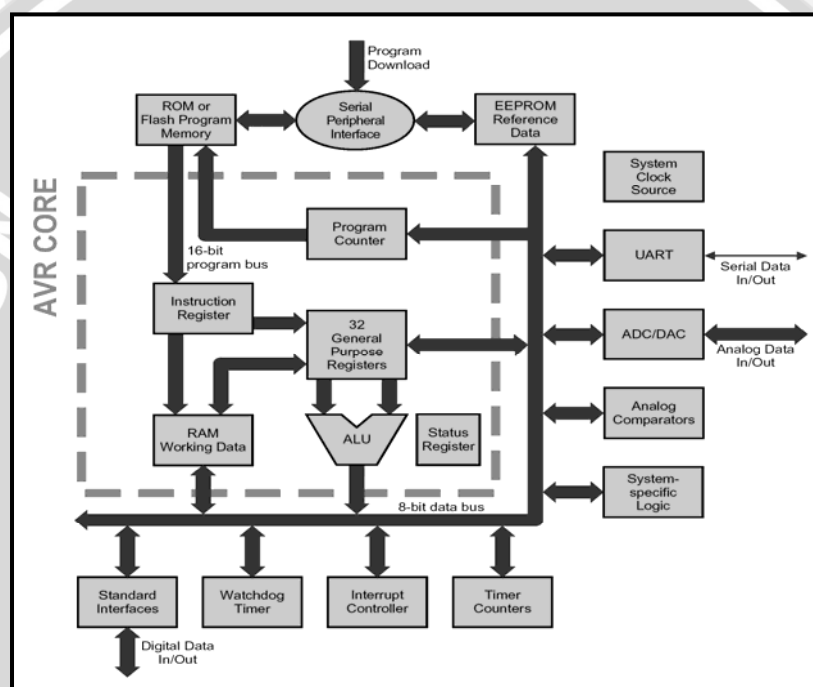 Program
Download
ROM or
Flash Program
Memory
Serial
Peripheral
Interface
EEPROM
Reference
Data
System
Clock
Source
AVR CORE
Program
Counter
16-bit
program bus
UART
Serial Data
In/Out
Instruction
Register
32
General
Purpose
Registers
ADC/DAC
Analog Data
In/Out
RAM
Working Data
ALU
Status
Register
Analog
Comparators
8-bit data bus
System-
specific
Logic
Standard
Interfaces
Watchdog
Timer
Interrupt
Controller
Timer
Counters
Digital Data
In/Out